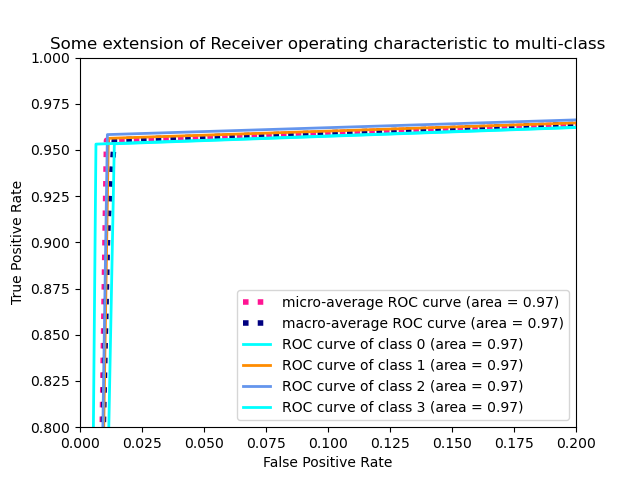 Some extension of Receiver operating characteristic to multi-class
1.000
0.975
0.950
0.925
0.900
0.875
0.850
0.825
0.800
True Positive Rate
micro-average ROC curve (area = 0.97)
macro-average ROC curve (area = 0.97)
ROC curve of class 0 (area = 0.97)
ROC curve of class 1 (area = 0.97)
ROC curve of class 2 (area = 0.97)
ROC curve of class 3 (area = 0.97)
0.000 0.025 0.050 0.075 0.100 0.125 0.150 0.175 0.200
False Positive Rate